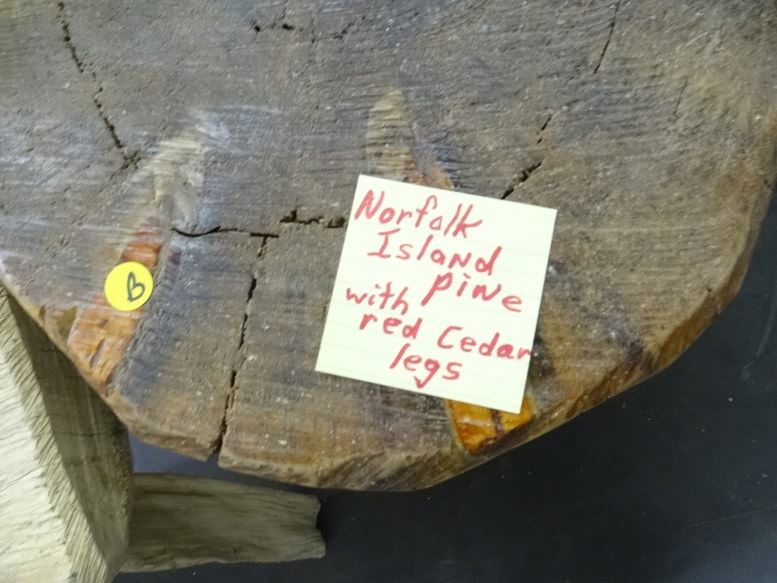 B
Norfolk
Island
Pine
with
red Cedar
legs